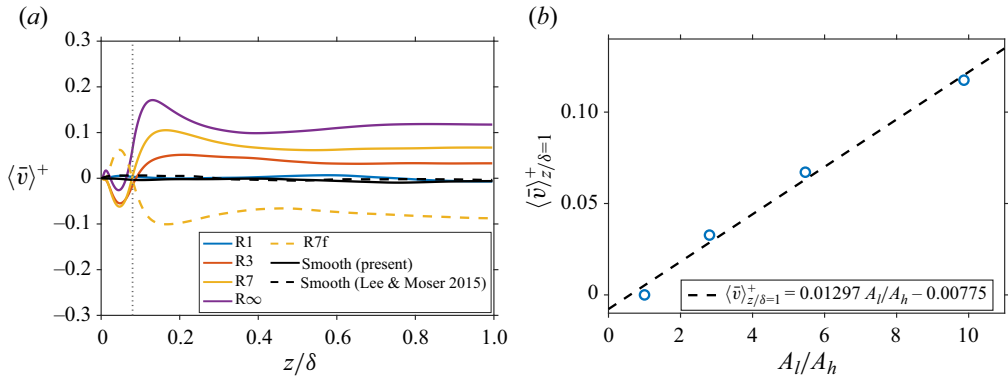 (a)
0.3
0.2
0.1
0
−0.1
−0.2
−0.3
⟨v̄⟩⁺
R1
R3
R7
R∞
R7f
Smooth (present)
Smooth (Lee & Moser 2015)
0 0.2 0.4 0.6 0.8 1.0
z/δ
(b)
0.10
0.05
0
⟨v̄⟩⁺z/δ=1
⟨v̄⟩⁺z/δ=1 = 0.01297 Al/Ah − 0.00775
0 2 4 6 8 10
Al/Ah